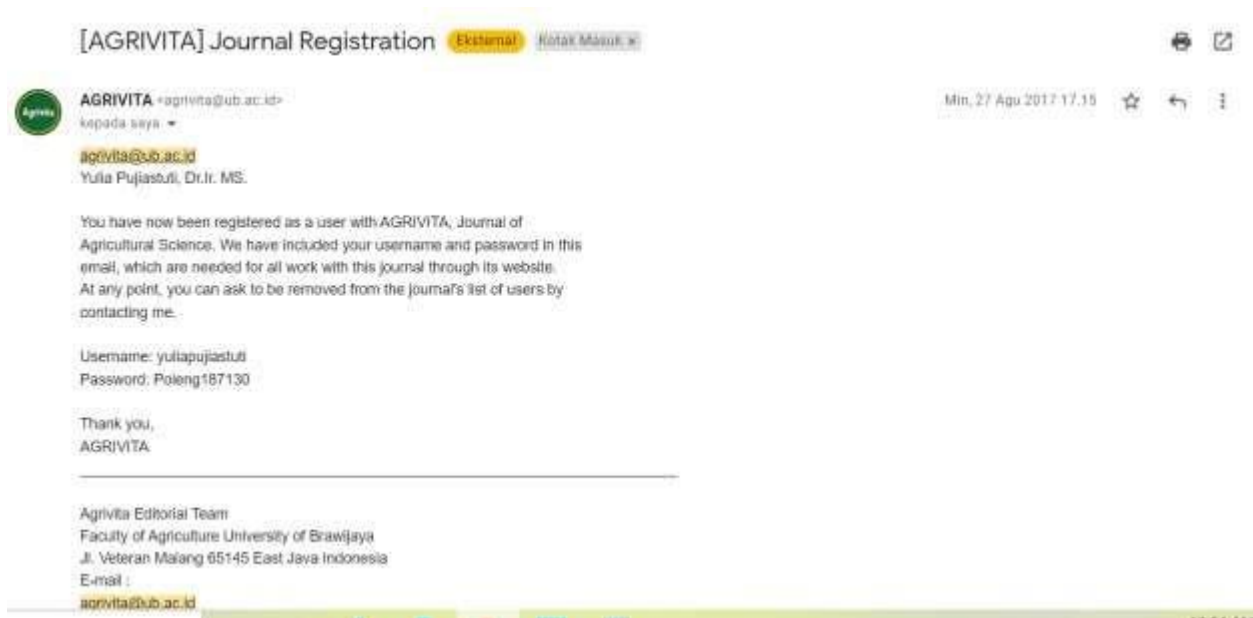 [AGRIVITA] Journal Registration Eksternal Kotak Masuk x
Agrivita
AGRIVITA <agrivita@ub.ac.id>
Min, 27 Agu 2017 17.15
kepada saya
agrivita@ub.ac.id
Yulia Pujiastuti, Dr.Ir. MS.
You have now been registered as a user with AGRIVITA, Journal of
Agricultural Science. We have included your username and password in this
email, which are needed for all work with this journal through its website.
At any point, you can ask to be removed from the journal's list of users by
contacting me.
Username: yuliapujiastuti
Password: Poleng187130
Thank you,
AGRIVITA
Agrivita Editorial Team
Faculty of Agriculture University of Brawijaya
Jl. Veteran Malang 65145 East Java Indonesia
E-mail :
agrivita@ub.ac.id